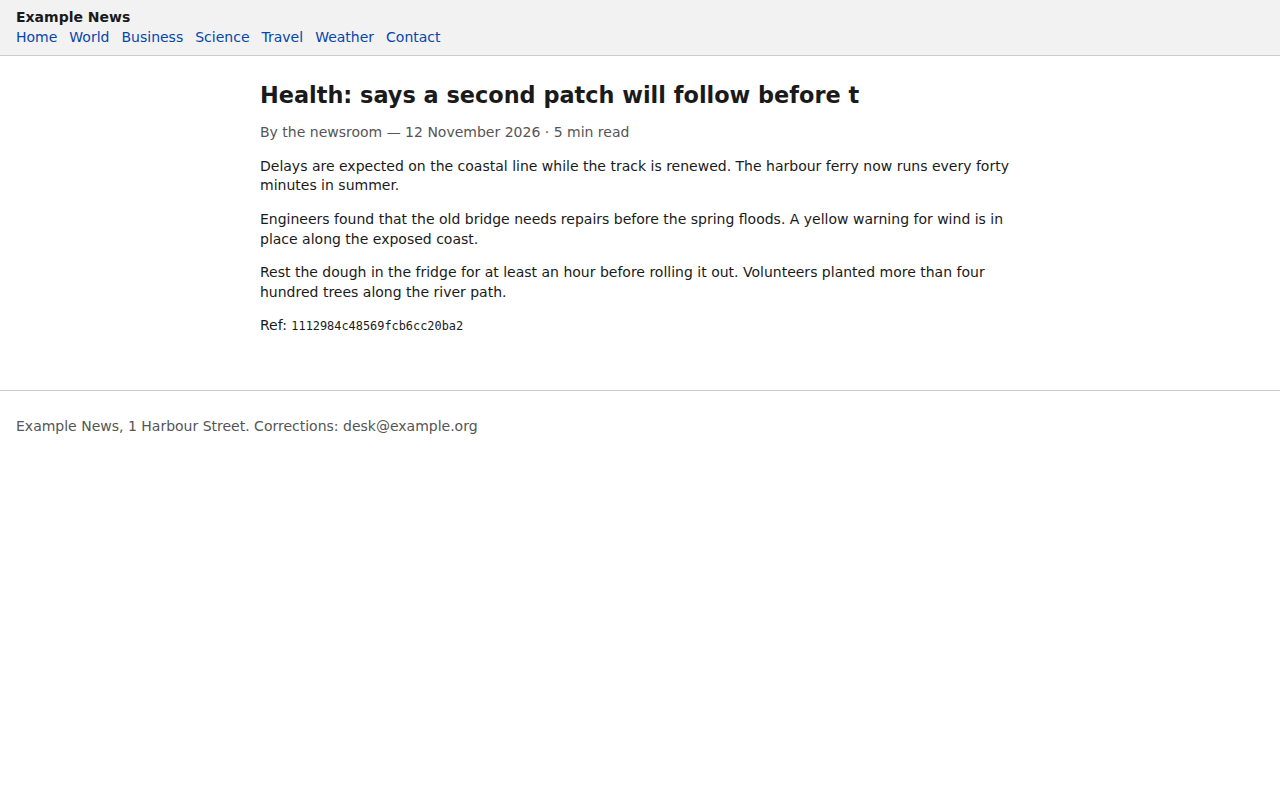 Example News
Home World Business Science Travel Weather Contact
Health: says a second patch will follow before t
By the newsroom — 12 November 2026 · 5 min read
Delays are expected on the coastal line while the track is renewed. The harbour ferry now runs every forty
minutes in summer.
Engineers found that the old bridge needs repairs before the spring floods. A yellow warning for wind is in
place along the exposed coast.
Rest the dough in the fridge for at least an hour before rolling it out. Volunteers planted more than four
hundred trees along the river path.
Ref: 1112984c48569fcb6cc20ba2
Example News, 1 Harbour Street. Corrections: desk@example.org